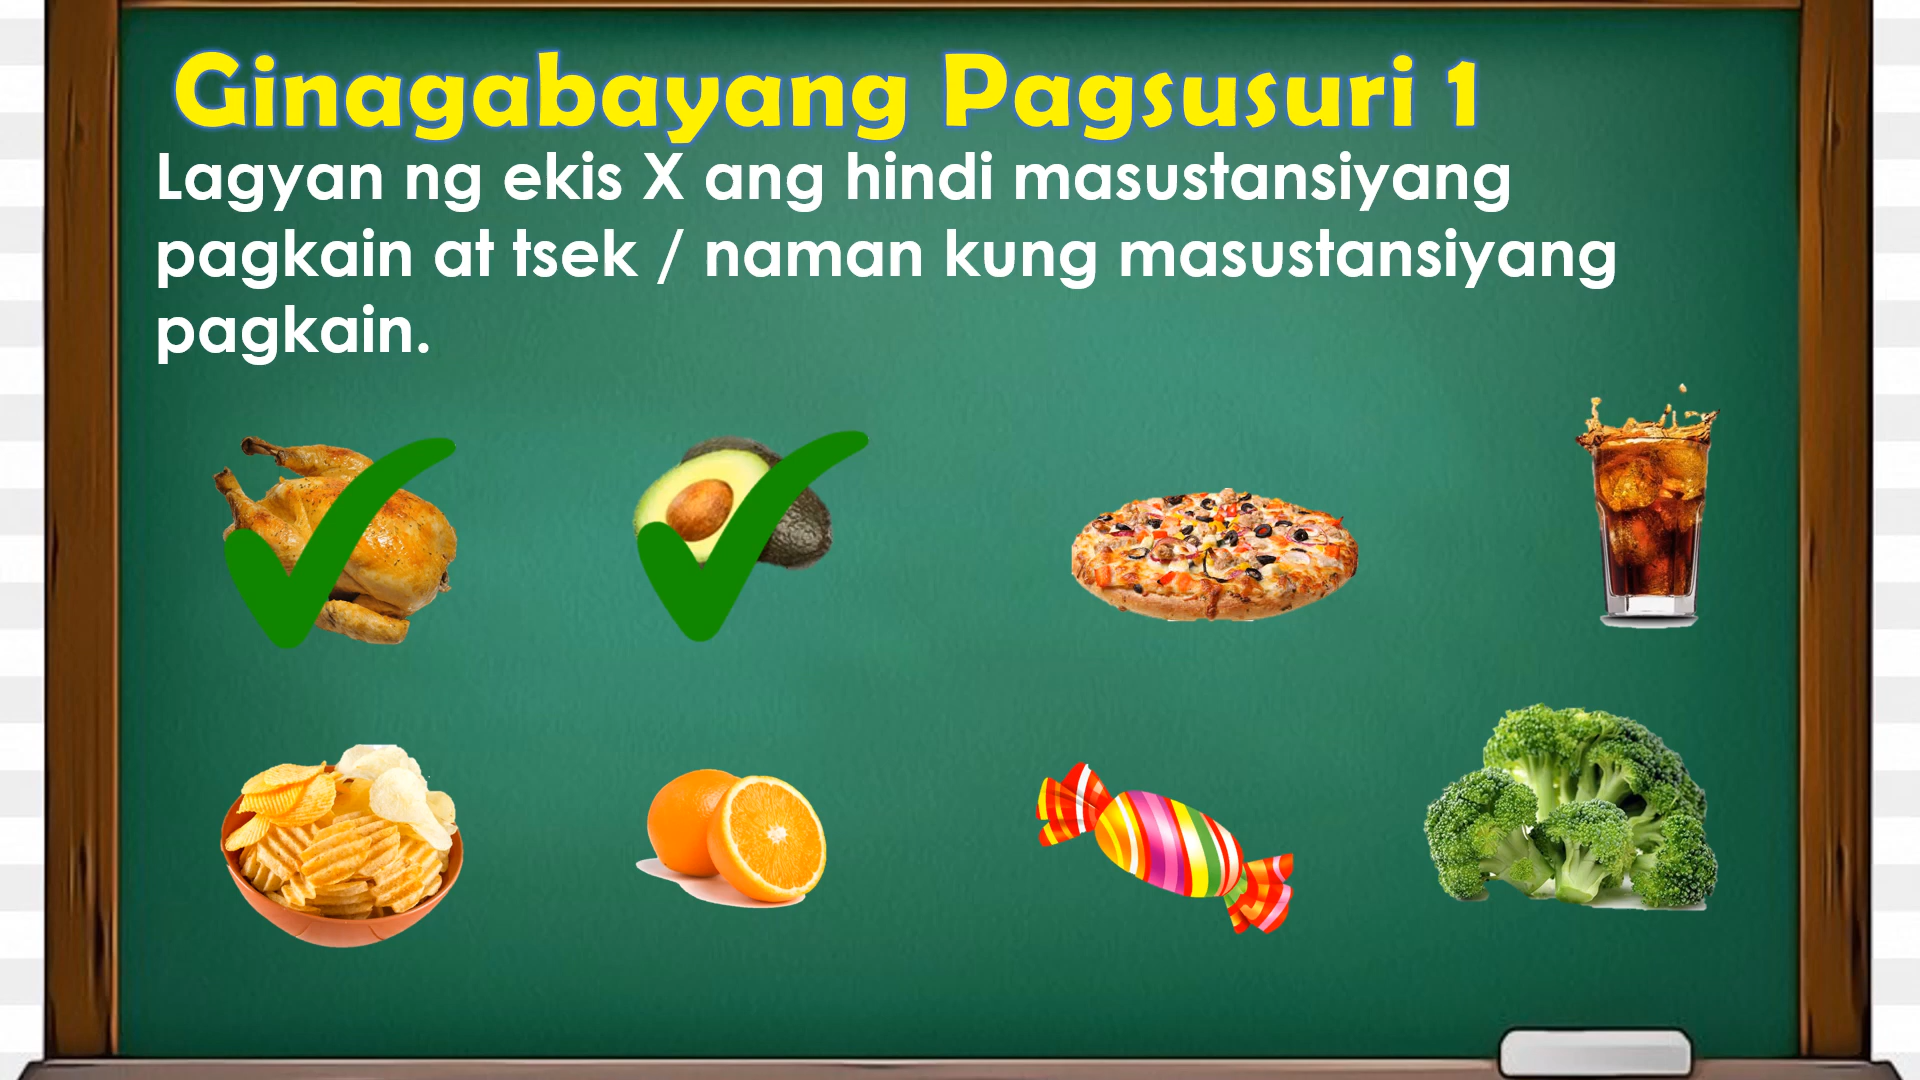 Ginagabayang Pagsusuri 1
Lagyan ng ekis X ang hindi masustansiyang
pagkain at tsek / naman kung masustansiyang
pagkain.